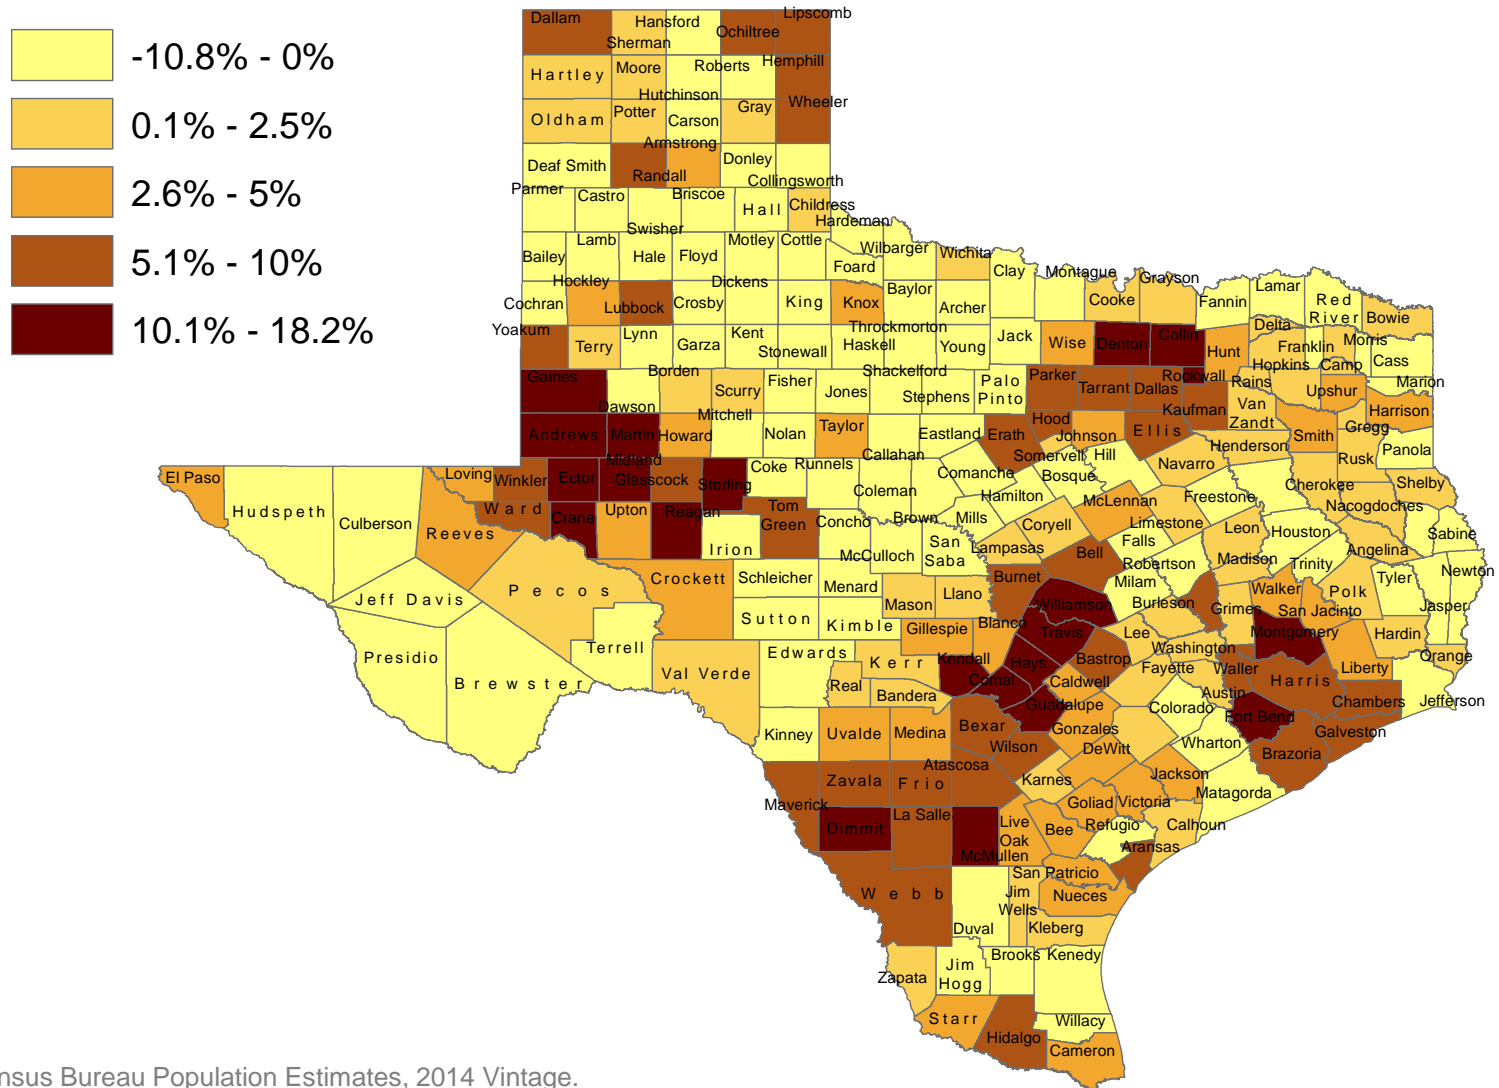 -10.8% - 0%
0.1% - 2.5%
2.6% - 5%
5.1% - 10%
10.1% - 18.2%
Dallam
Sherman
Hansford
Ochiltree
Lipscomb
Hartley
Moore
Hutchinson
Roberts
Hemphill
Oldham
Potter
Carson
Gray
Wheeler
Deaf Smith
Randall
Armstrong
Donley
Collingsworth
Parmer
Castro
Swisher
Briscoe
Hall
Childress
Hardeman
Bailey
Lamb
Hale
Floyd
Motley
Cottle
Foard
Wilbarger
Wichita
Clay
Montague
Cooke
Grayson
Fannin
Lamar
Red
River
Bowie
Cochran
Hockley
Lubbock
Crosby
Dickens
King
Knox
Baylor
Archer
Yoakum
Terry
Lynn
Garza
Kent
Stonewall
Haskell
Throckmorton
Young
Jack
Wise
Denton
Collin
Hunt
Delta
Hopkins
Franklin
Camp
Morris
Cass
Marion
Gaines
Dawson
Borden
Scurry
Fisher
Jones
Shackelford
Stephens
Palo
Pinto
Parker
Tarrant
Dallas
Rockwall
Kaufman
Rains
Van
Zandt
Upshur
Harrison
Gregg
Andrews
Martin
Howard
Mitchell
Nolan
Taylor
Callahan
Eastland
Erath
Hood
Somervell
Johnson
Ellis
Henderson
Smith
Rusk
Panola
El Paso
Hudspeth
Culberson
Loving
Winkler
Ector
Midland
Glasscock
Sterling
Coke
Runnels
Coleman
Brown
Comanche
Hamilton
Bosque
Hill
Navarro
Cherokee
Nacogdoches
Shelby
Reeves
Ward
Crane
Upton
Reagan
Irion
Tom
Green
Concho
McCulloch
San
Saba
Mills
Lampasas
Coryell
McLennan
Limestone
Freestone
Leon
Houston
Angelina
Sabine
Jeff Davis
Pecos
Crockett
Schleicher
Menard
Mason
Llano
Burnet
Bell
Falls
Robertson
Milam
Madison
Trinity
Polk
Tyler
Jasper
Newton
Presidio
Brewster
Terrell
Val Verde
Sutton
Kimble
Gillespie
Blanco
Williamson
Travis
Burleson
Grimes
Walker
San Jacinto
Hardin
Orange
Edwards
Real
Kerr
Bandera
Kendall
Comal
Hays
Bastrop
Caldwell
Lee
Washington
Fayette
Austin
Waller
Montgomery
Liberty
Harris
Chambers
Jefferson
Kinney
Uvalde
Medina
Bexar
Guadalupe
Wilson
Gonzales
DeWitt
Colorado
Wharton
Fort Bend
Brazoria
Galveston
Maverick
Zavala
Frio
Atascosa
Karnes
Goliad
Victoria
Jackson
Matagorda
Dimmit
La Salle
McMullen
Live
Oak
Bee
Refugio
Calhoun
Aransas
Webb
Duval
Jim
Wells
San Patricio
Nueces
Kleberg
Zapata
Jim
Hogg
Brooks
Kenedy
Starr
Hidalgo
Willacy
Cameron
nsus Bureau Population Estimates, 2014 Vintage.